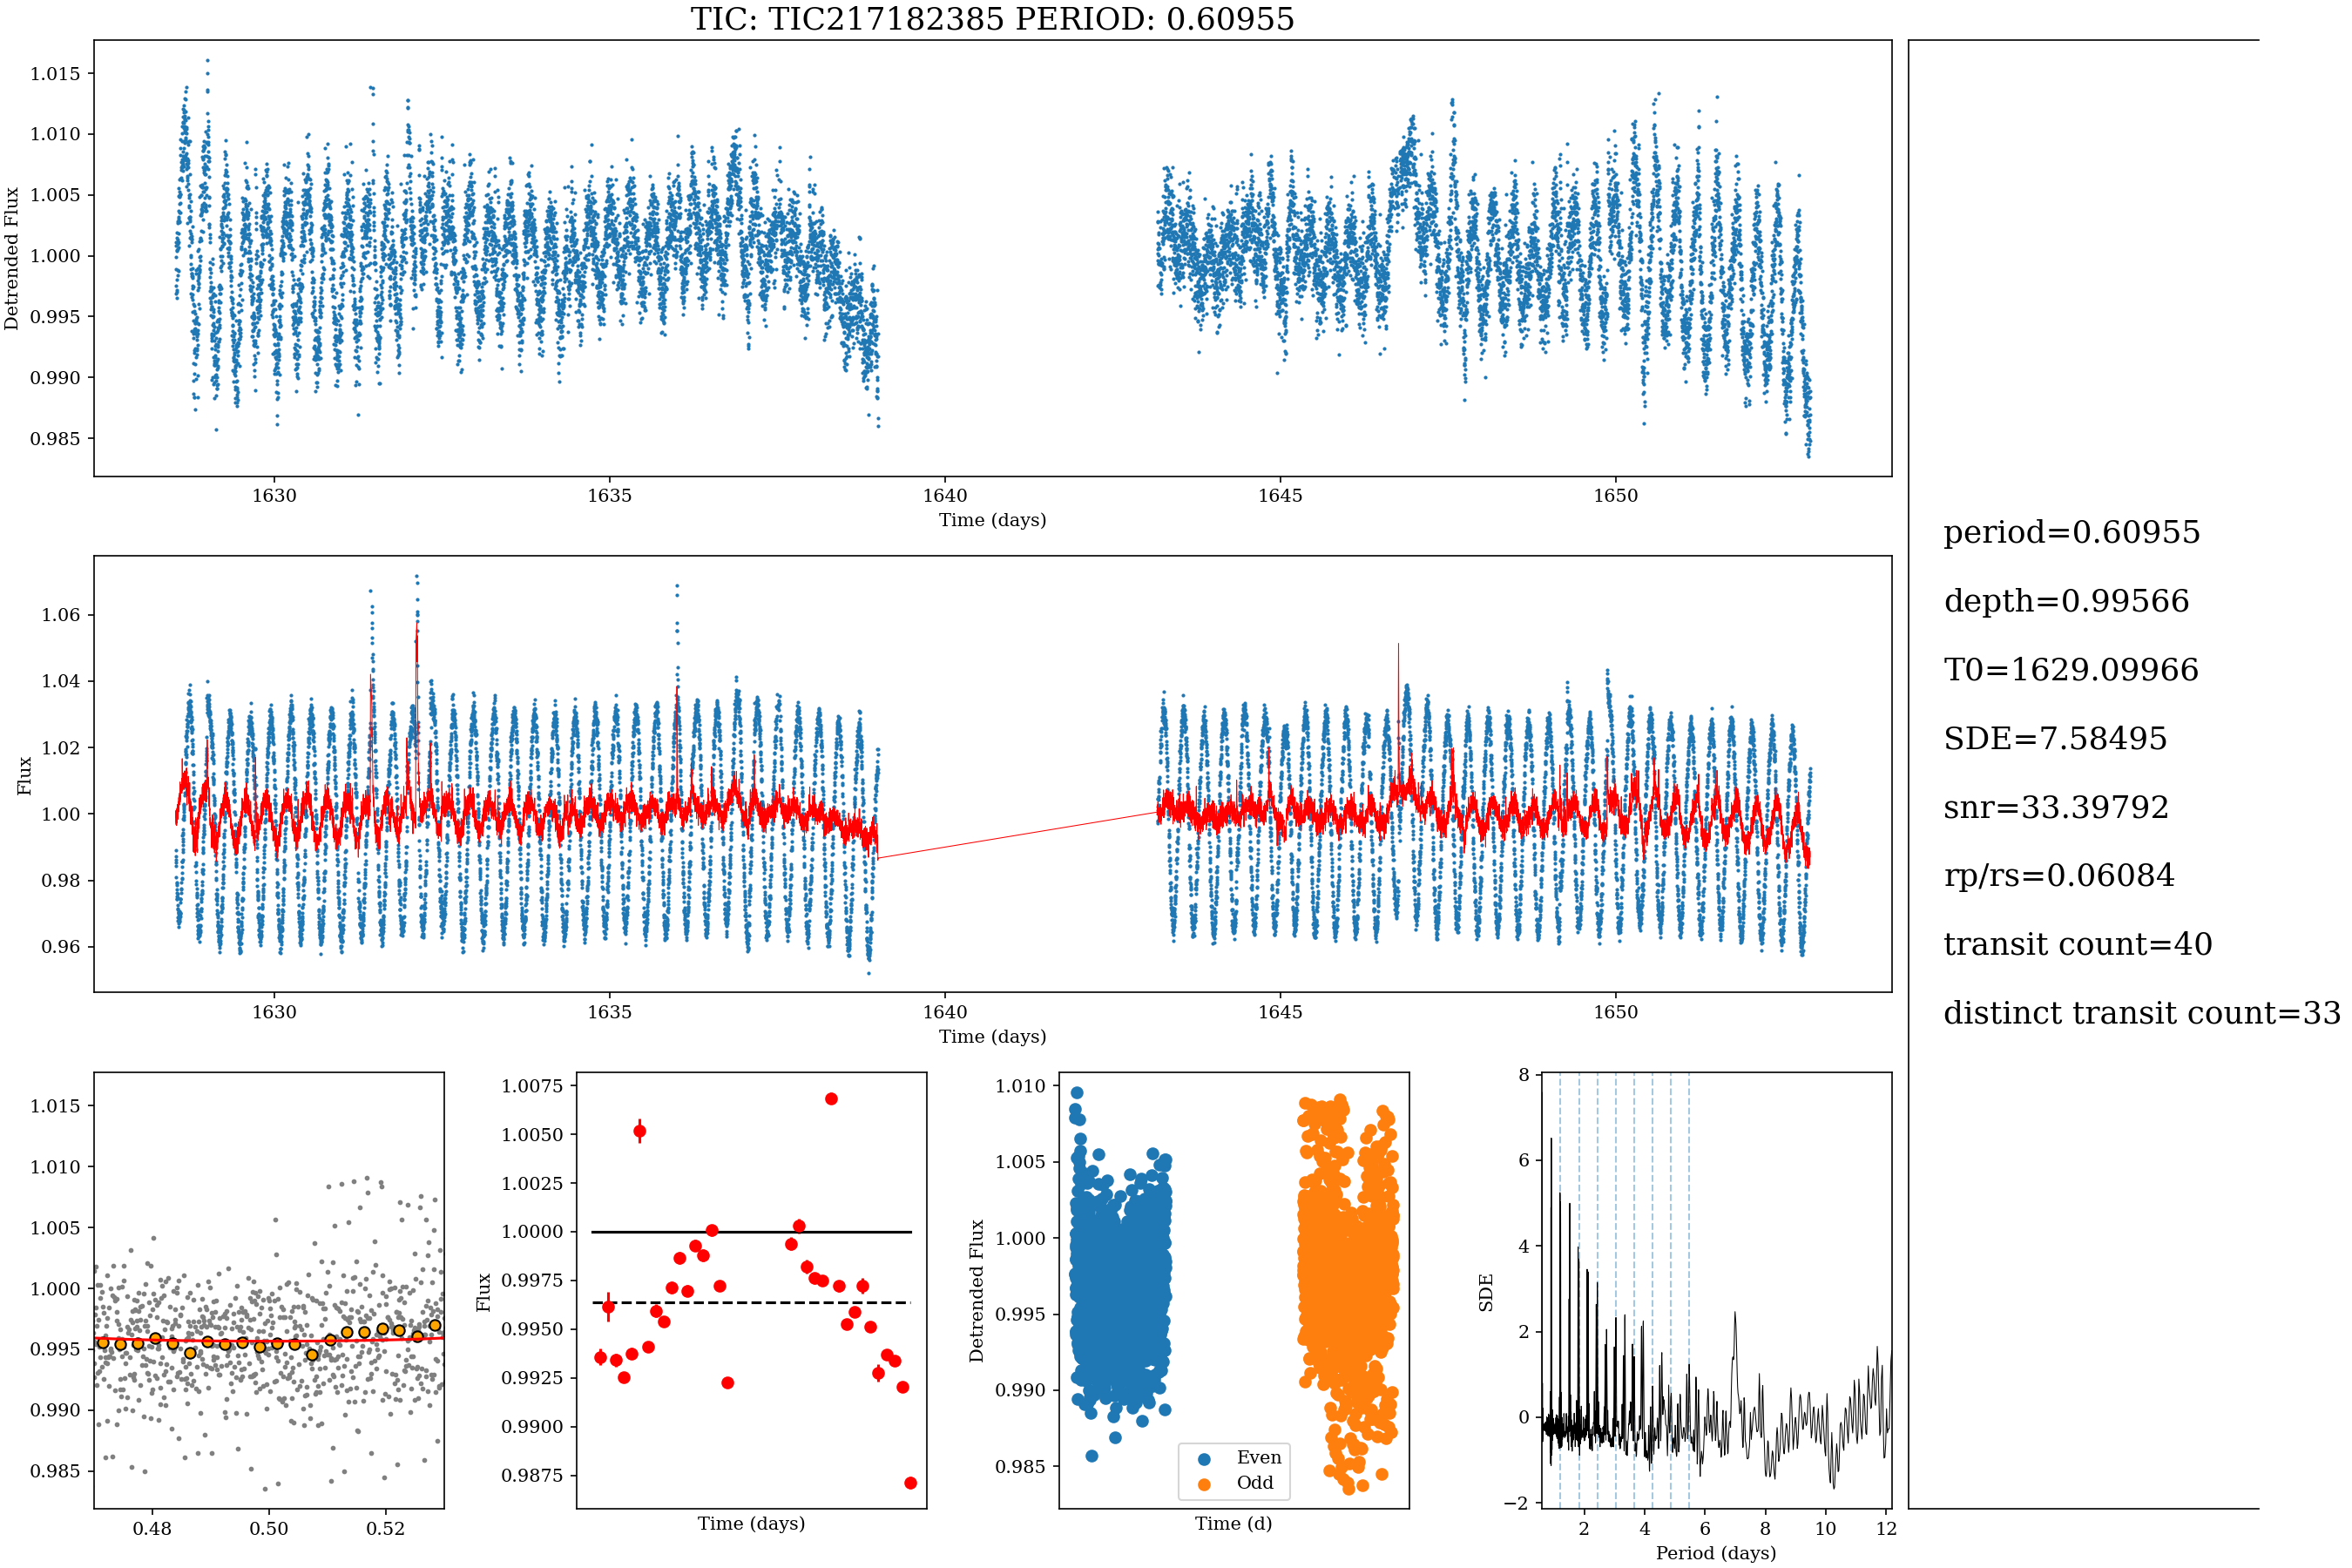 TIC: TIC217182385 PERIOD: 0.60955
1.015
1.010
1.005
1.000
0.995
0.990
0.985
Detrended Flux
1630
1635
1640
1645
1650
Time (days)
1.06
1.04
1.02
1.00
0.98
0.96
Flux
1630
1635
1640
1645
1650
Time (days)
period=0.60955
depth=0.99566
T0=1629.09966
SDE=7.58495
snr=33.39792
rp/rs=0.06084
transit count=40
distinct transit count=33
1.015
1.010
1.005
1.000
0.995
0.990
0.985
0.48
0.50
0.52
1.0075
1.0050
1.0025
1.0000
0.9975
0.9950
0.9925
0.9900
0.9875
Flux
Time (days)
1.010
1.005
1.000
0.995
0.990
0.985
Detrended Flux
Even
Odd
Time (d)
8
6
4
2
0
−2
SDE
2
4
6
8
10
12
Period (days)